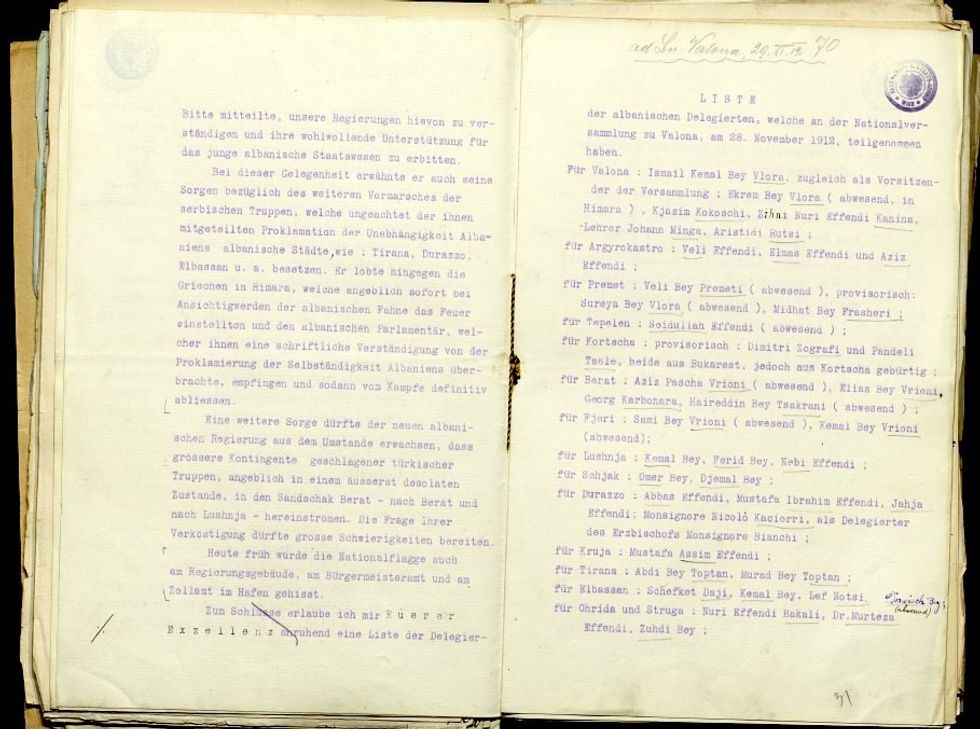 Bitte mitteilte, unsere Regierungen hievon zu ver-
ständigen und ihre wohlwollende Unterstützung für
das junge albanische Staatswesen zu erbitten.
Bei dieser Gelegenheit erwähnte er auch seine
Sorgen bezüglich des weiteren Vormarsches der
serbischen Truppen, welche ungeachtet der ihnen
mitgeteilten Proklamation der Unabhängigkeit Alba-
niens albanische Städte, wie : Tirana, Durazzo,
Elbassan u. a. besetzen. Er lobte hingegen die
Griechen in Himara, welche angeblich sofort bei
Ansichtigwerden der albanischen Fahne das Feuer
einstellten und den albanischen Parlamentär, wel-
cher ihnen eine schriftliche Verständigung von der
Proklamierung der Selbständigkeit Albaniens über-
brachte, empfingen und sodann vom Kampfe definitiv
abliessen.
Eine weitere Sorge dürfte der neuen albani-
schen Regierung aus dem Umstande erwachsen, dass
grössere Kontingente geschlagener türkischer
Truppen, angeblich in einem äusserst desolaten
Zustande, in den Sandschak Berat - nach Berat und
nach Lushnja - hereinströmen. Die Frage ihrer
Verköstigung dürfte grosse Schwierigkeiten bereiten.
Heute früh wurde die Nationalflagge auch
am Regierungsgebäude, am Bürgermeisteramt und am
Zollamt im Hafen gehisst.
Zum Schlusse erlaube ich mir Euerer
Exzellenz anruhend eine Liste der Delegier-
ad Valona, 29. XI. 12 70
LISTE
der albanischen Delegierten, welche an der Nationalver-
sammlung zu Valona, am 28. November 1912, teilgenommen
haben.
Für Valona : Ismail Kemal Bey Vlora, zugleich als Vorsitzen-
der der Versammlung : Ekrem Bey Vlora ( abwesend, in
Himara ) , Kjazim Kokoschi, Zihni Nuri Effendi Kanina,
Lehrer Johann Ninga, Aristidi Rutsi ;
für Argyrokastro : Veli Effendi, Elmas Effendi und Aziz
Effendi ;
für Premet : Veli Bey Premeti ( abwesend ), provisorisch:
Sureya Bey Vlora ( abwesend ), Midhat Bey Frasheri ;
für Tepelen : Seidullah Effendi ( abwesend ) ;
für Kortscha : provisorisch : Dimitri Zografi und Pandeli
Tsale, beide aus Bukarest, jedoch aus Kortscha gebürtig ;
für Berat : Aziz Pascha Vrioni ( abwesend ), Elias Bey Vrioni,
Georg Karbonara, Haireddin Bey Tsakrani ( abwesend ) ;
für Fjeri : Sami Bey Vrioni ( abwesend ), Kemal Bey Vrioni
(abwesend);
für Lushnja : Kemal Bey, Ferid Bey, Nebi Effendi ;
für Schjak : Ömer Bey, Djemal Bey ;
für Durazzo : Abbas Effendi, Mustafa Ibrahim Effendi, Jahja
Effendi; Monsignore Nicolò Kaciorri, als Delegierter
des Erzbischofs Monsignore Bianchi ;
für Kruja : Mustafa Assim Effendi ;
für Tirana : Abdi Bey Toptan, Murad Bey Toptan ;
für Elbassan : Schefket Daji, Kemal Bey, Lef Notsi, Bey;
(abwesend)
für Ohrida und Struga : Nuri Effendi Bakali, Dr. Murteza
Effendi, Zuhdi Bey ;
31